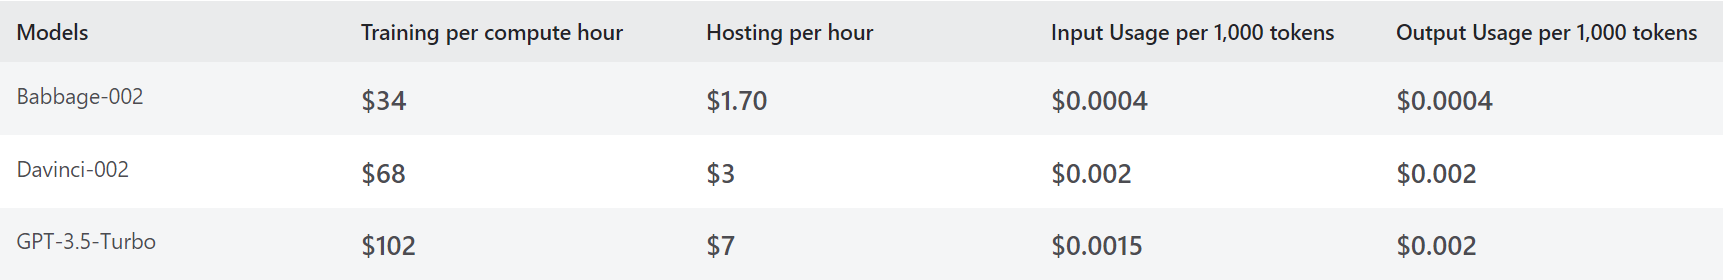 Models Training per compute hour Hosting per hour Input Usage per 1,000 tokens Output Usage per 1,000 tokens
Babbage-002 $34 $1.70 $0.0004 $0.0004
Davinci-002 $68 $3 $0.002 $0.002
GPT-3.5-Turbo $102 $7 $0.0015 $0.002